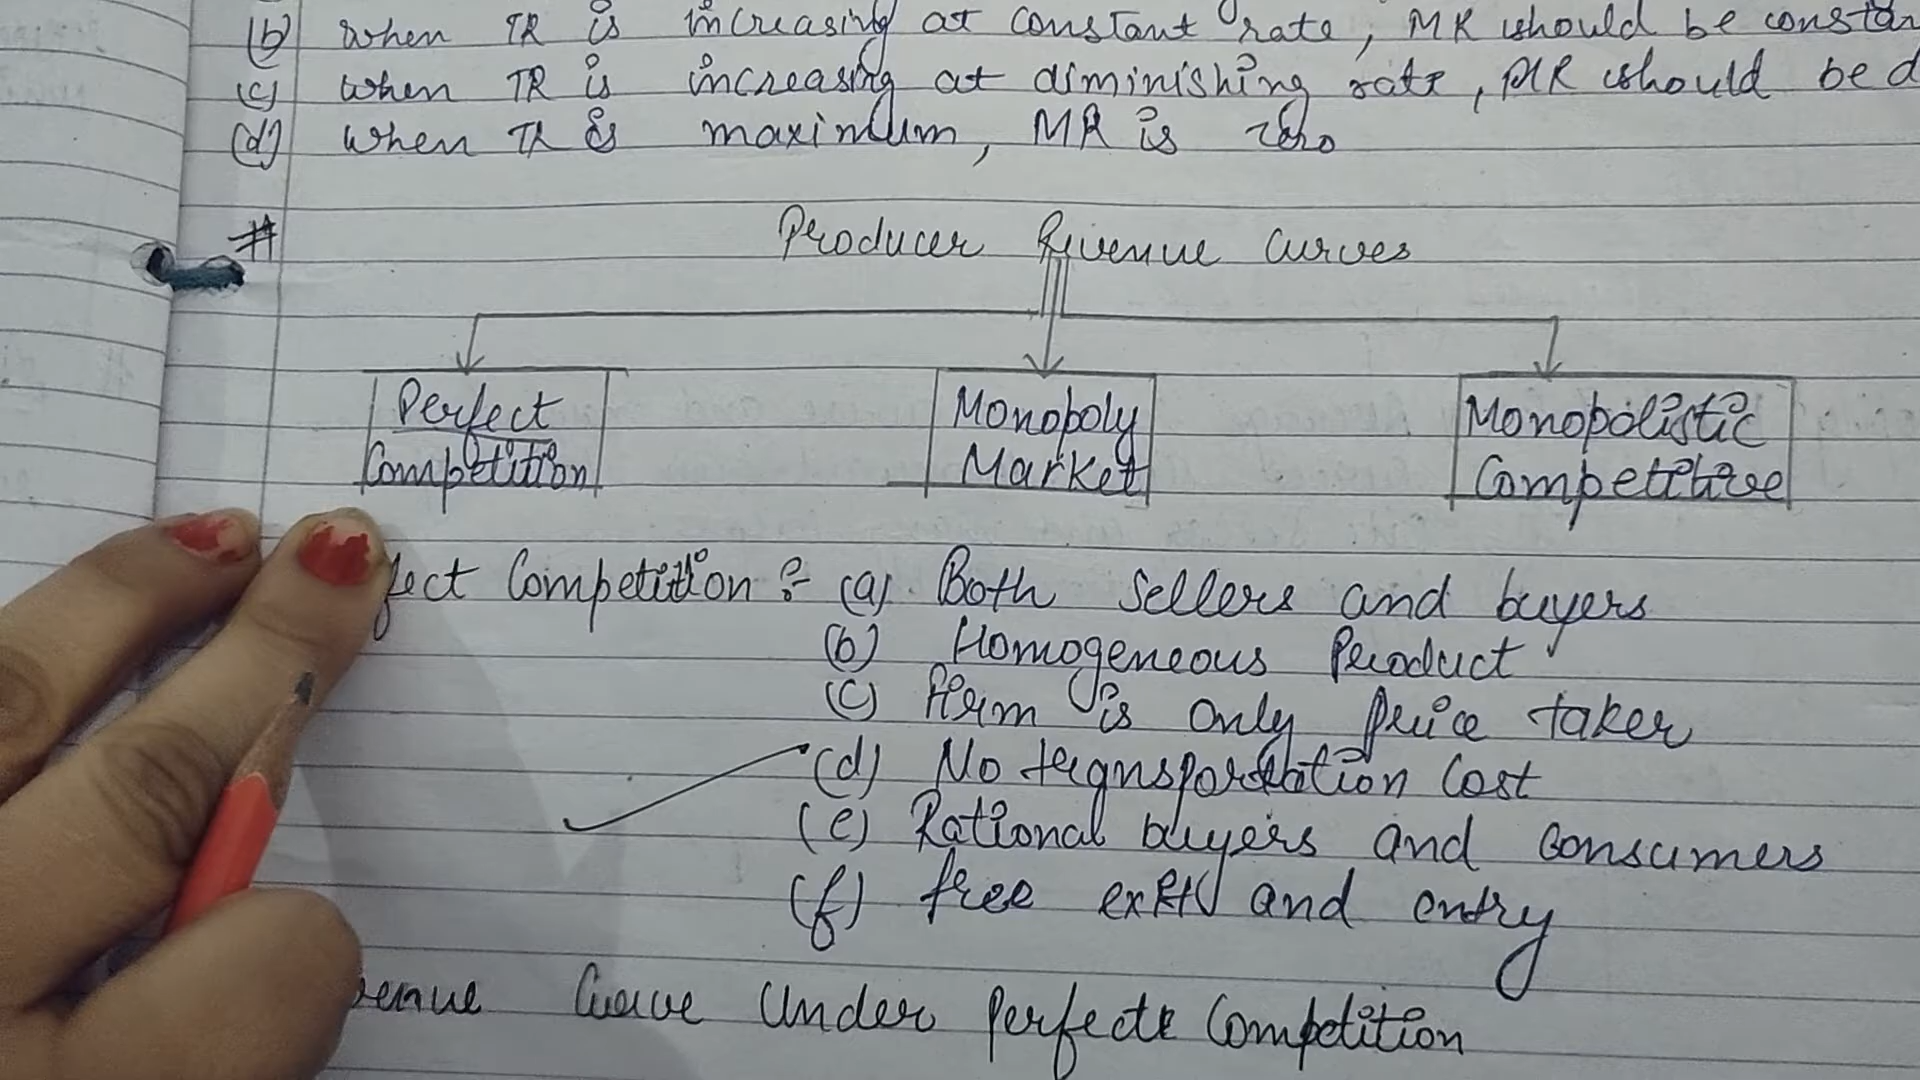 (b) when TR is increasing at constant rate, MR should be constan
(c) when TR is increasing at diminishing rate, MR should be d
(d) when TR is maximum, MR is zero
# Producer Revenue Curves
Perfect Competition
Monopoly Market
Monopolistic Competitive
fect Competition :- (a) Both Sellers and buyers
(b) Homogeneous Product
(c) Firm is only price taker
(d) No transportation Cost
(e) Rational buyers and Consumers
(f) free exit and entry
venue Curve Under Perfect Competition